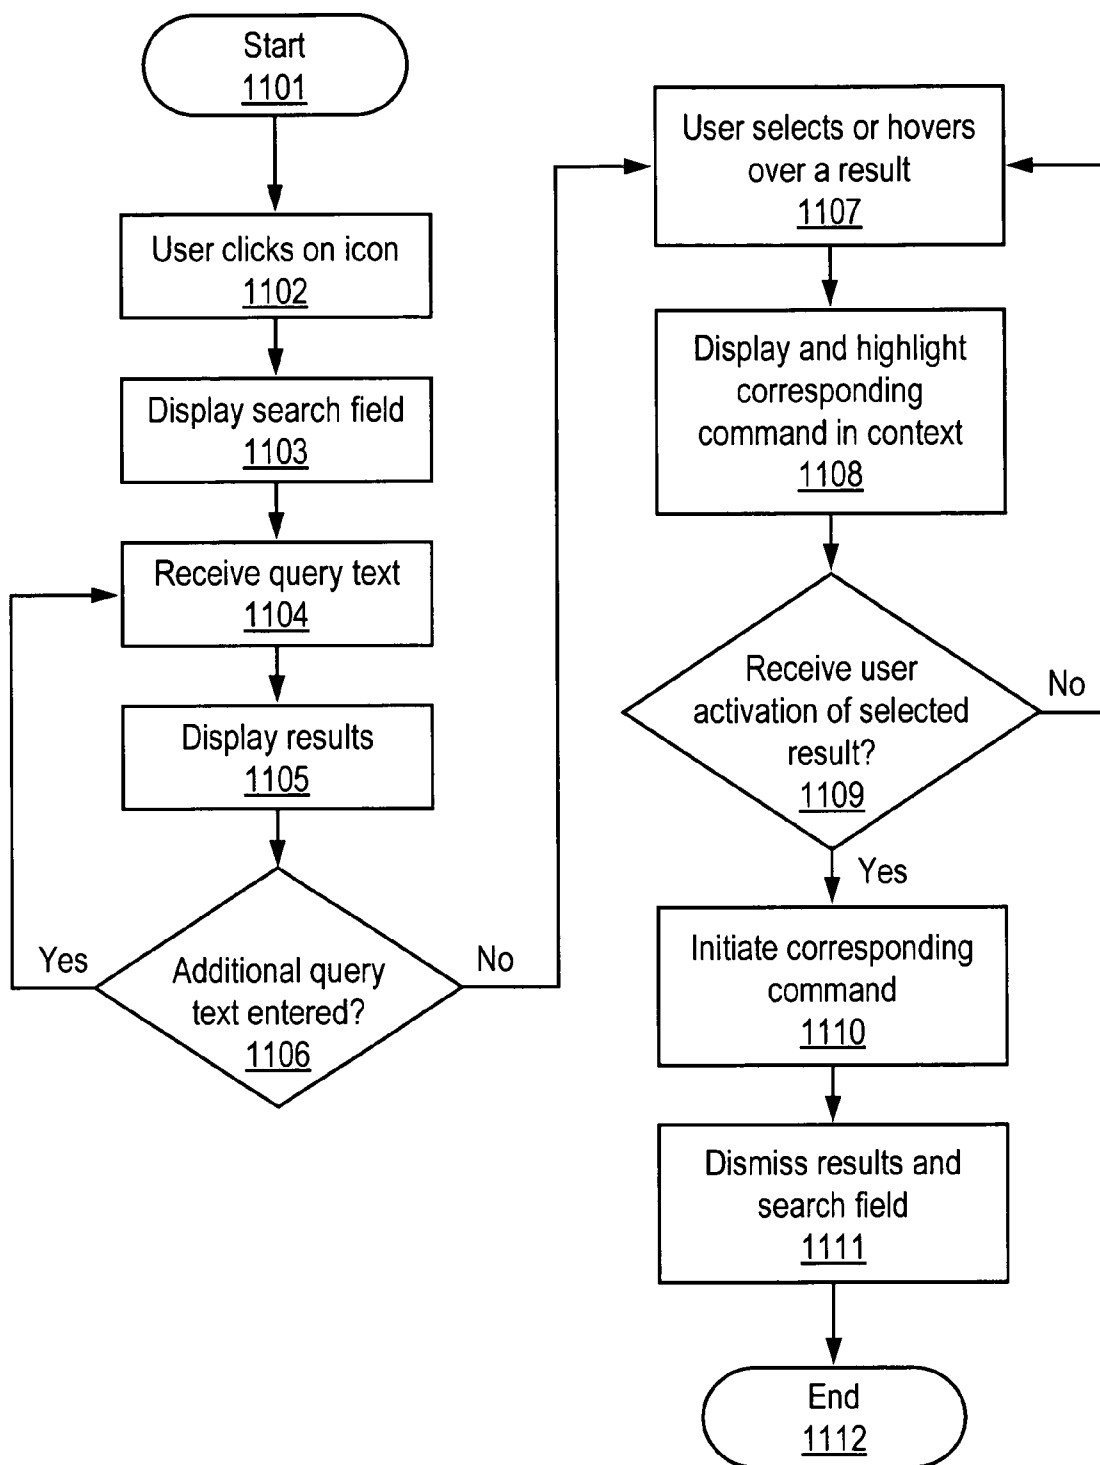 Start
1101
User clicks on icon
1102
Display search field
1103
Receive query text
1104
Display results
1105
Yes
Additional query
text entered?
1106
No
User selects or hovers
over a result
1107
Display and highlight
corresponding
command in context
1108
Receive user
activation of selected
result?
1109
No
Yes
Initiate corresponding
command
1110
Dismiss results and
search field
1111
End
1112